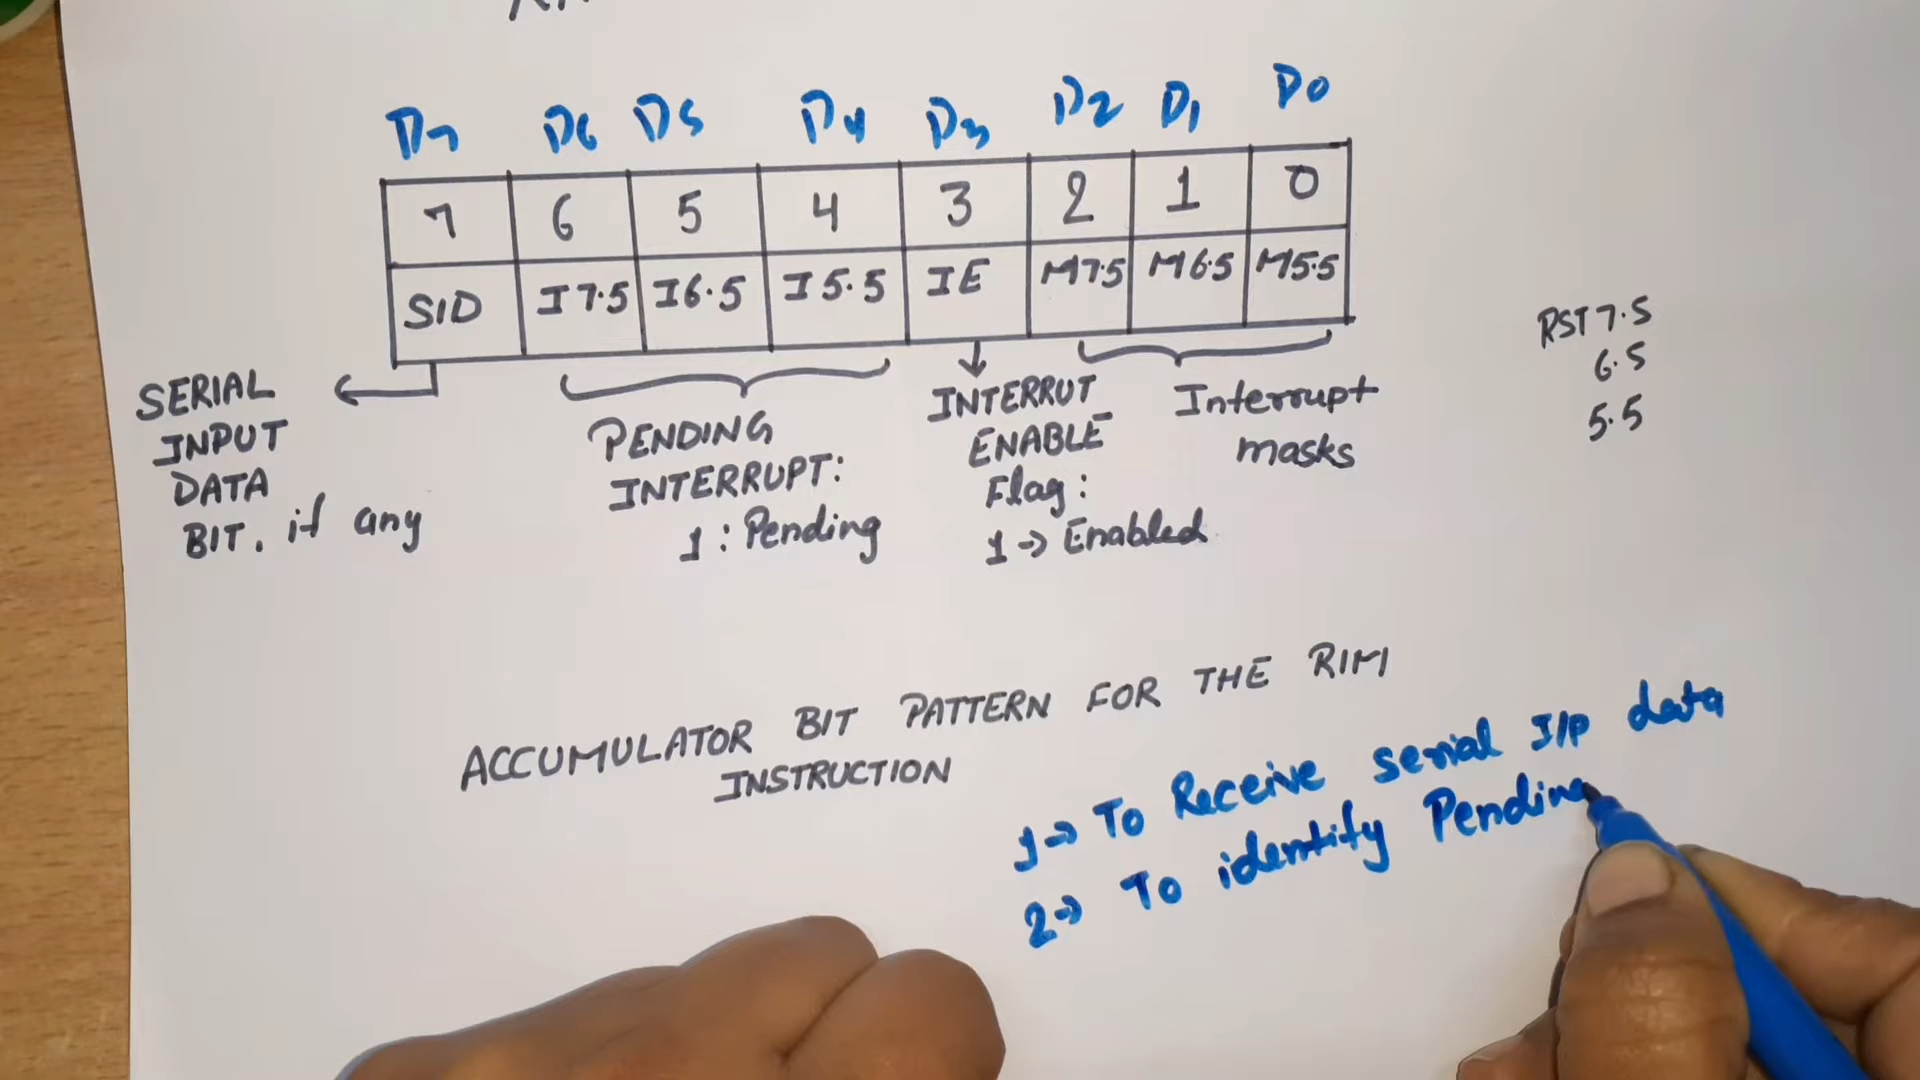 D7 D6 D5 D4 D3 D2 D1 D0
7 6 5 4 3 2 1 0
SID I7.5 I6.5 I5.5 IE M7.5 M6.5 M5.5
SERIAL
INPUT
DATA
BIT. if any
PENDING
INTERRUPT:
1 : Pending
INTERRUT
ENABLE
Flag :
1 → Enabled
Interrupt
masks
RST 7.5
6.5
5.5
ACCUMULATOR BIT PATTERN FOR THE RIM
INSTRUCTION
1 → To Receive serial I/P data
2 → To identify Pending